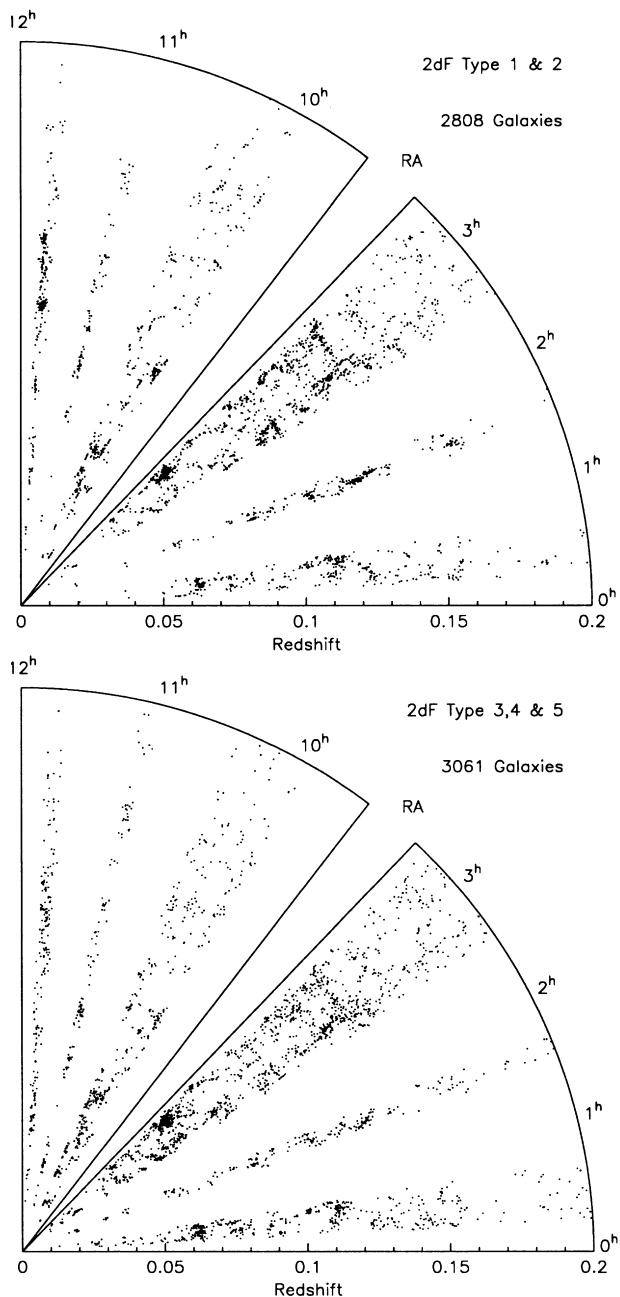 12ʰ
11ʰ
10ʰ
2dF Type 1 & 2
2808 Galaxies
RA
3ʰ
2ʰ
1ʰ
0ʰ
0 0.05 0.1 0.15 0.2
Redshift
12ʰ
11ʰ
10ʰ
2dF Type 3,4 & 5
3061 Galaxies
RA
3ʰ
2ʰ
1ʰ
0ʰ
0 0.05 0.1 0.15 0.2
Redshift